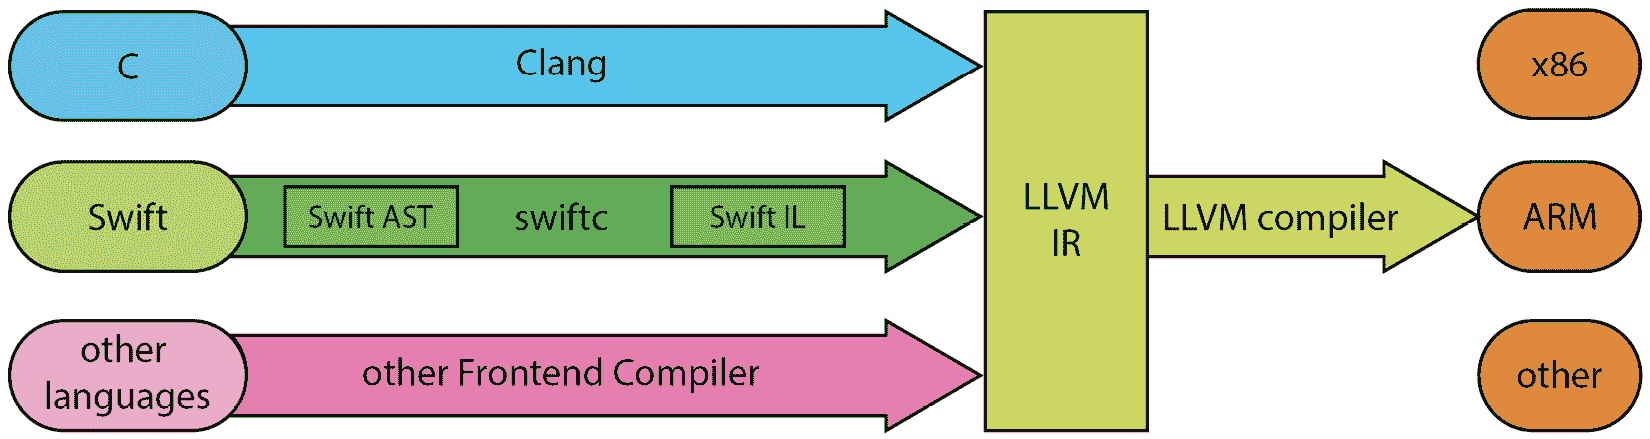 C
Clang
x86
Swift
Swift AST
swiftc
Swift IL
LLVM
IR
LLVM compiler
ARM
other
languages
other Frontend Compiler
other